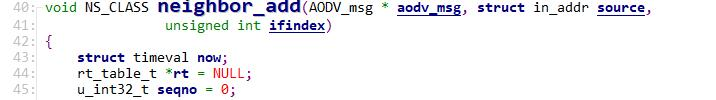 40: void NS_CLASS neighbor_add(AODV_msg * aodv_msg, struct in_addr source,
41:                 unsigned int ifindex)
42: {
43:     struct timeval now;
44:     rt_table_t *rt = NULL;
45:     u_int32_t seqno = 0;